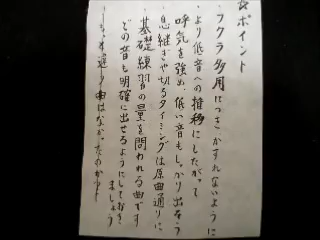 ☆ポイント
・フクラ多用につきかすれないように
・より低音への推移にしたがって
呼気を強め、低い音もしっかり出そう
・息継ぎや切るタイミングは原曲通りに
・基礎練習の量を問われる曲です
どの音も明確に出せるようにしておき
ましょう